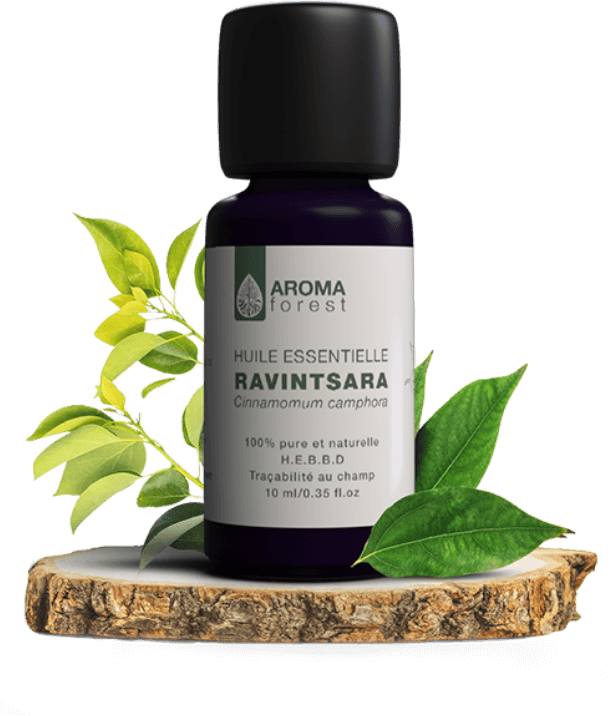 AROMA
forest
HUILE ESSENTIELLE
RAVINTSARA
Cinnamomum camphora
100% pure et naturelle
H.E.B.B.D
Traçabilité au champ
10 ml/0.35 fl.oz